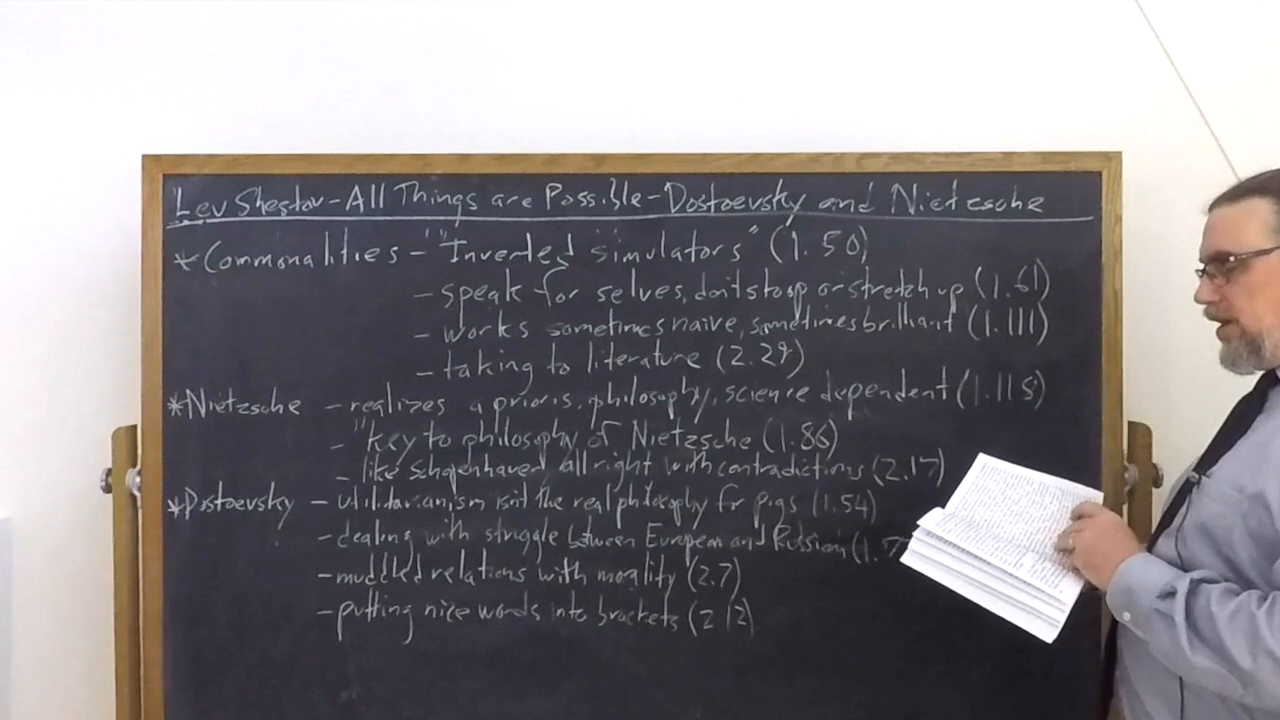 Lev Shestov - All Things are Possible - Dostoevsky and Nietzsche
*Commonalities - "Inverted Simulators" (1.50)
- speak for selves, don't stoop or stretch up (1.61)
- works sometimes naive, sometimes brilliant (1.111)
- taking to literature (2.29)
*Nietzsche - realizes a prioris, philosophy, science dependent (1.118)
- "key to philosophy of Nietzsche (1.86)
- like Schopenhauer, all right with contradictions (2.17)
*Dostoevsky - utilitarianism isn't the real philosophy for pigs (1.54)
- dealing with struggle between European and Russian
- muddled relations with morality (2.7)
- putting nice words into brackets (2.12)